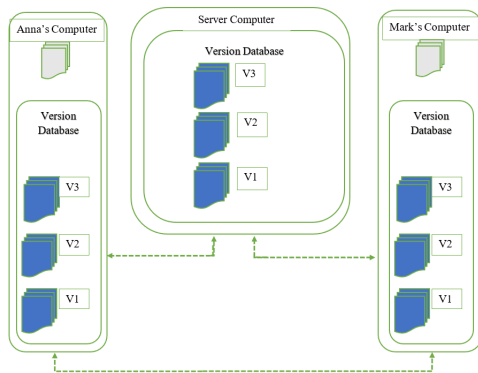 Anna's Computer
Version
Database
V3
V2
V1
Server Computer
Version Database
V3
V2
V1
Mark's Computer
Version
Database
V3
V2
V1